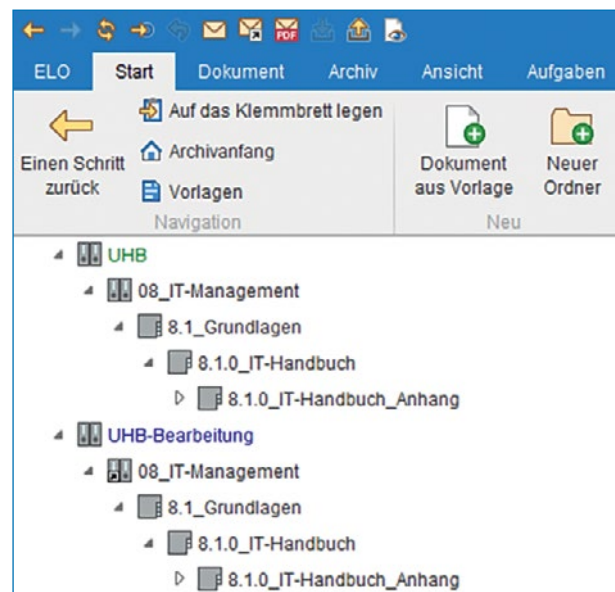 PDF
ELO Start Dokument Archiv Ansicht Aufgaben
Einen Schritt
zurück
Auf das Klemmbrett legen
Archivanfang
Vorlagen
Navigation
Dokument
aus Vorlage
Neuer
Ordner
Neu
UHB
08_IT-Management
8.1_Grundlagen
8.1.0_IT-Handbuch
8.1.0_IT-Handbuch_Anhang
UHB-Bearbeitung
08_IT-Management
8.1_Grundlagen
8.1.0_IT-Handbuch
8.1.0_IT-Handbuch_Anhang